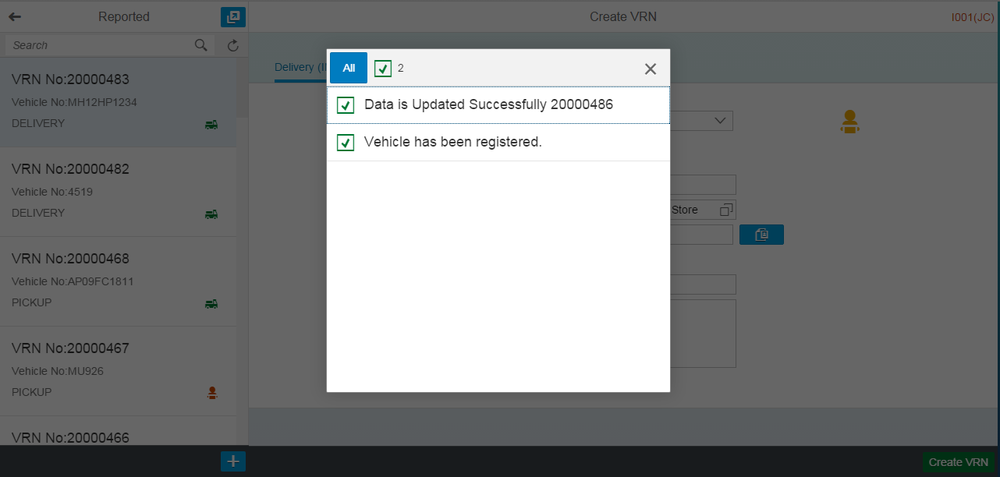 Reported
Create VRN
I001(JC)
Search
VRN No:20000483
Vehicle No:MH12HP1234
DELIVERY
VRN No:20000482
Vehicle No:4519
DELIVERY
VRN No:20000468
Vehicle No:AP09FC1811
PICKUP
VRN No:20000467
Vehicle No:MU926
PICKUP
VRN No:20000466
Delivery (I
All
2
Data is Updated Successfully 20000486
Vehicle has been registered.
Store
Create VRN